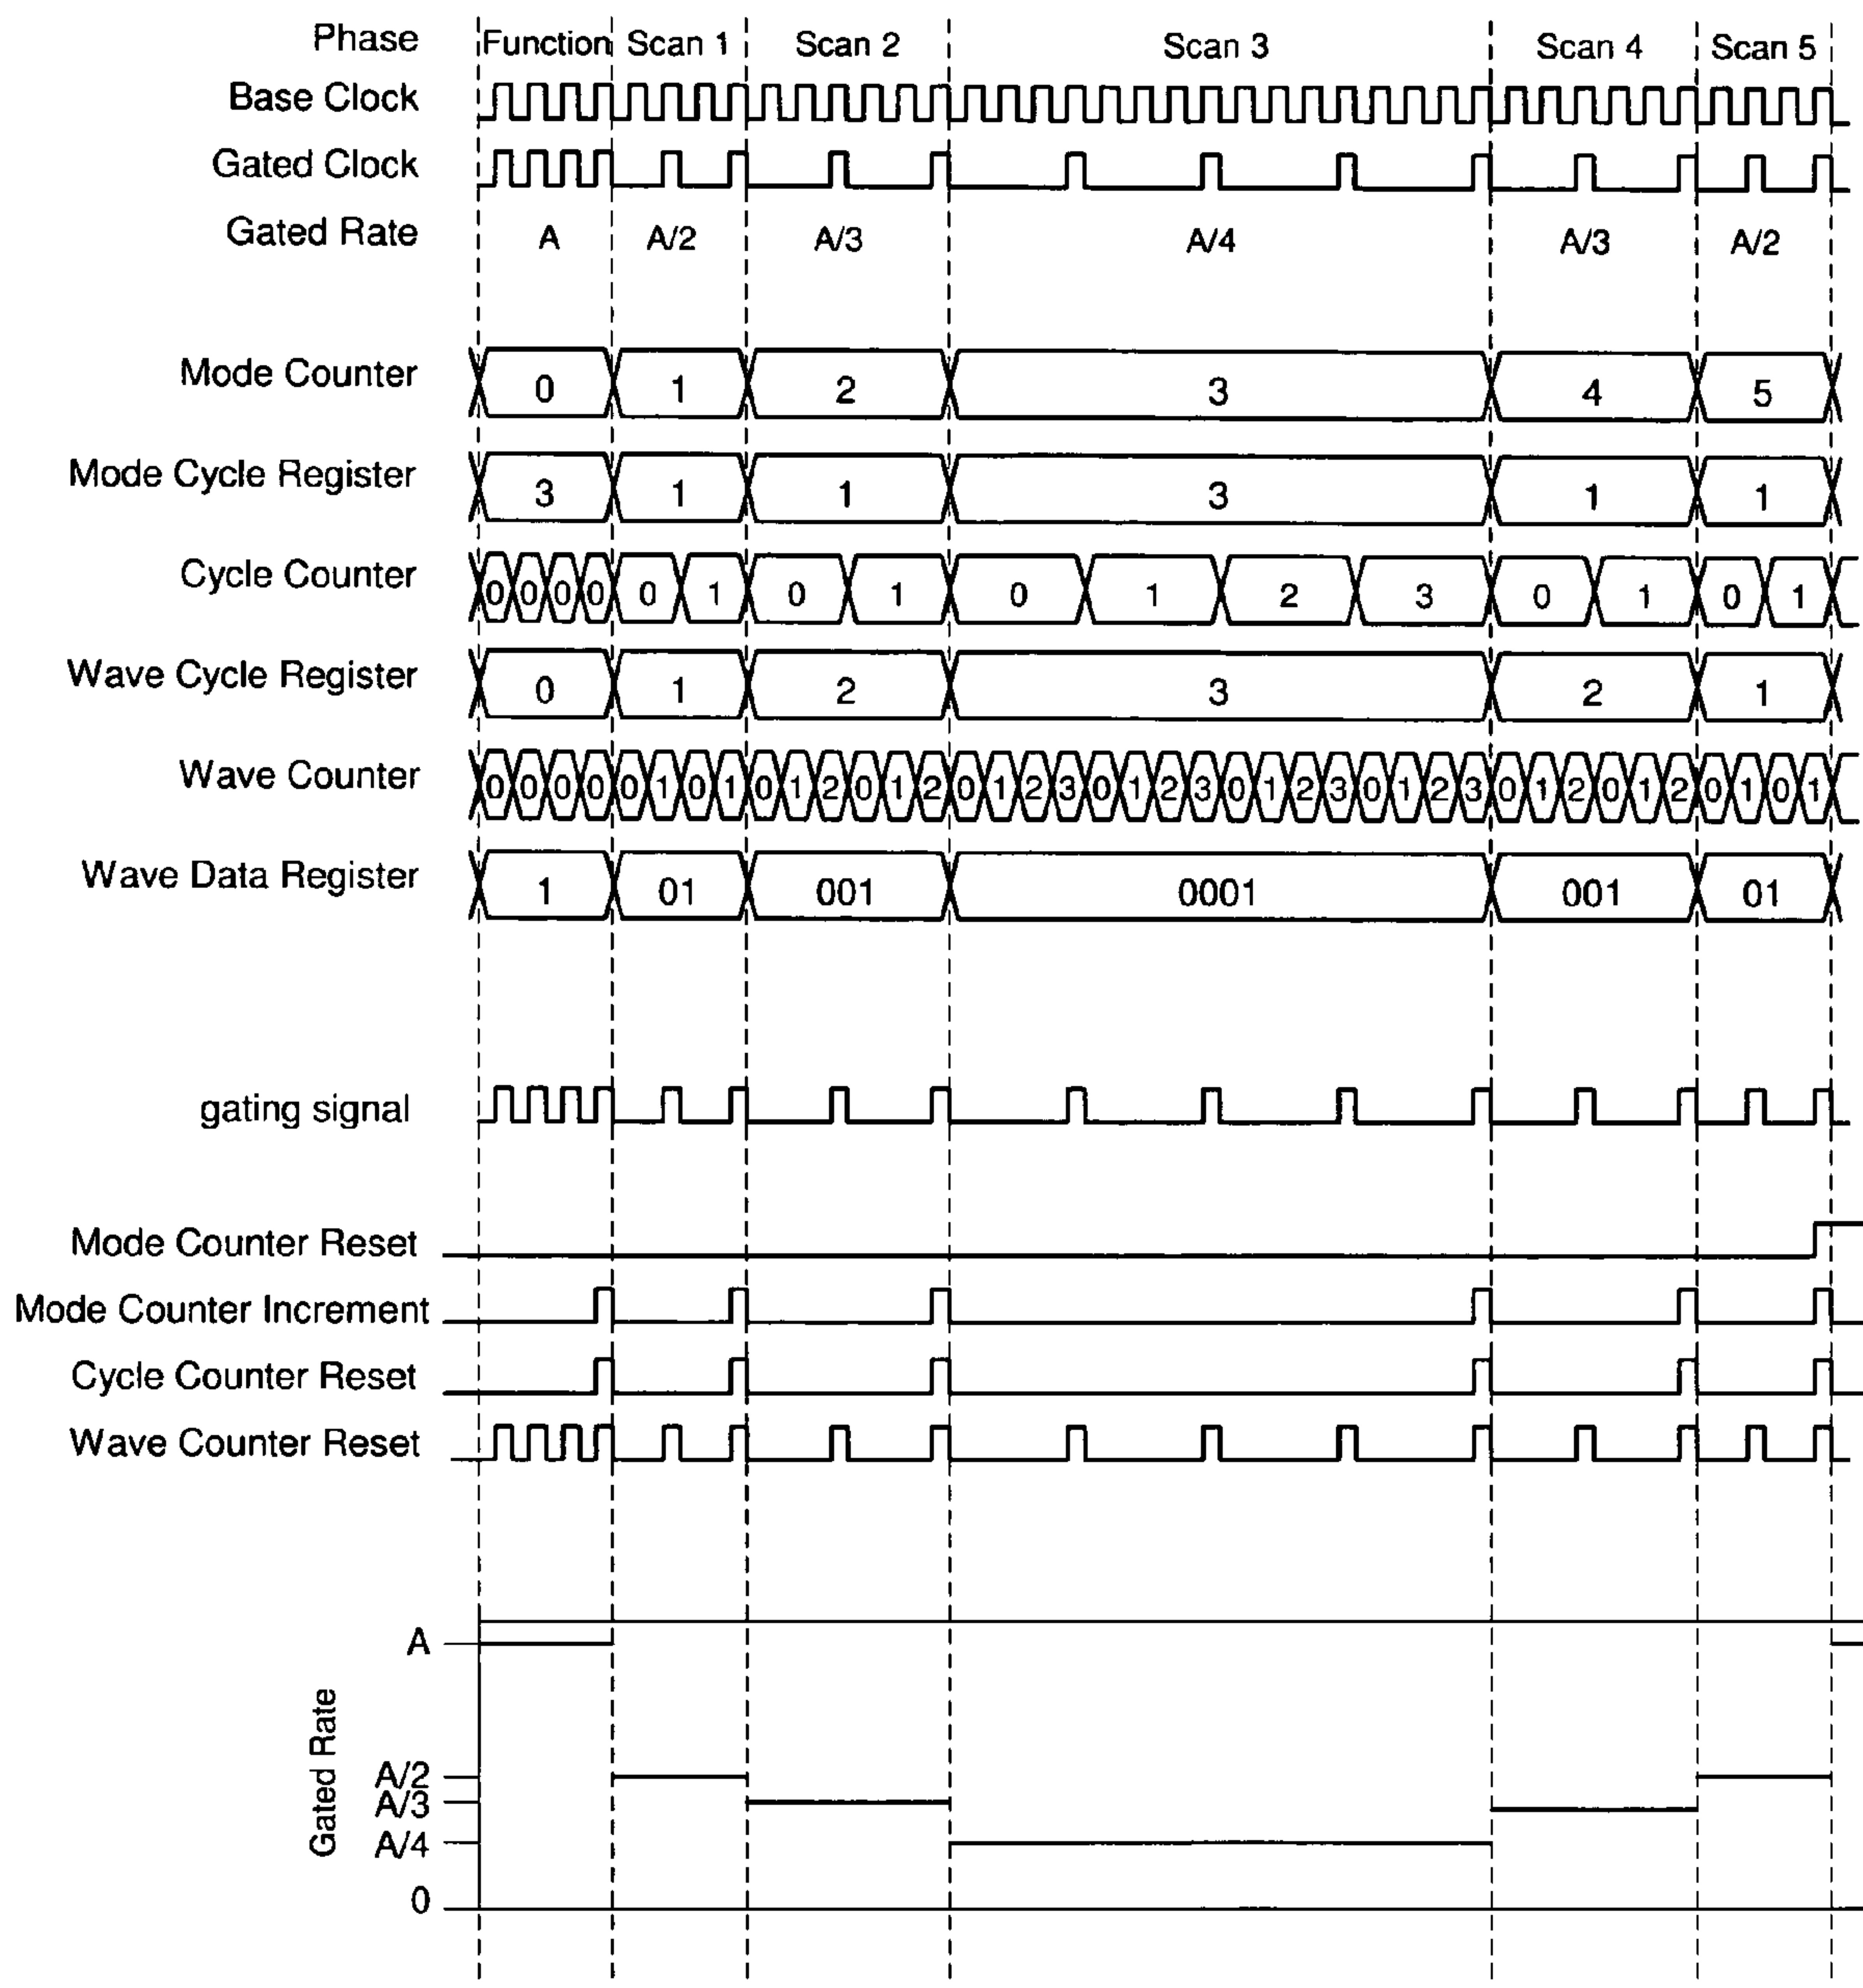 Phase Function Scan 1 Scan 2 Scan 3 Scan 4 Scan 5
Base Clock
Gated Clock
Gated Rate A A/2 A/3 A/4 A/3 A/2
Mode Counter 0 1 2 3 4 5
Mode Cycle Register 3 1 1 3 1 1
Cycle Counter 0 0 0 0 0 1 0 1 0 1 2 3 0 1 0 1
Wave Cycle Register 0 1 2 3 2 1
Wave Counter 0 0 0 0 0 1 0 1 0 1 2 0 1 2 0 1 2 3 0 1 2 3 0 1 2 3 0 1 2 3 0 1 2 0 1 2 0 1 0 1
Wave Data Register 1 01 001 0001 001 01
gating signal
Mode Counter Reset
Mode Counter Increment
Cycle Counter Reset
Wave Counter Reset
Gated Rate
A
A/2
A/3
A/4
0